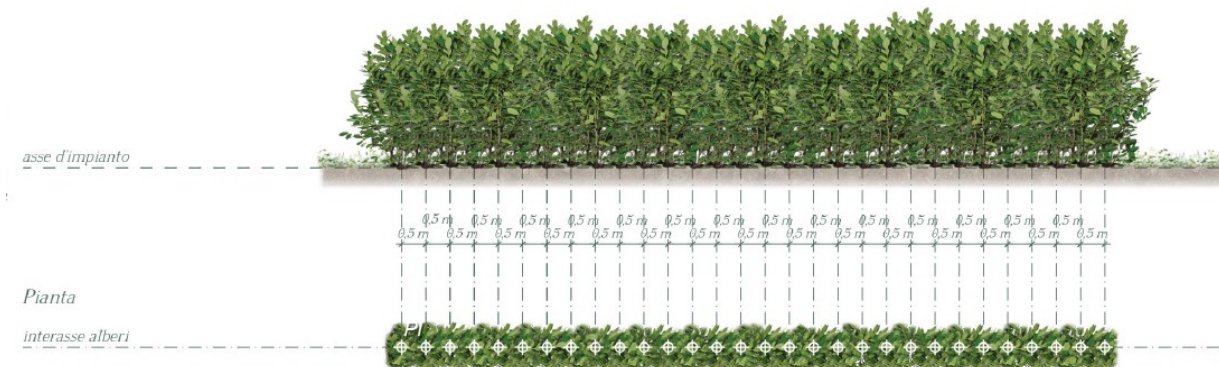 asse d'impianto
0,5 m 0,5 m 0,5 m 0,5 m 0,5 m 0,5 m 0,5 m 0,5 m 0,5 m 0,5 m 0,5 m 0,5 m 0,5 m 0,5 m
0,5 m 0,5 m 0,5 m 0,5 m 0,5 m 0,5 m 0,5 m 0,5 m 0,5 m 0,5 m 0,5 m 0,5 m 0,5 m 0,5 m 0,5 m
Pianta
Pl
interasse alberi